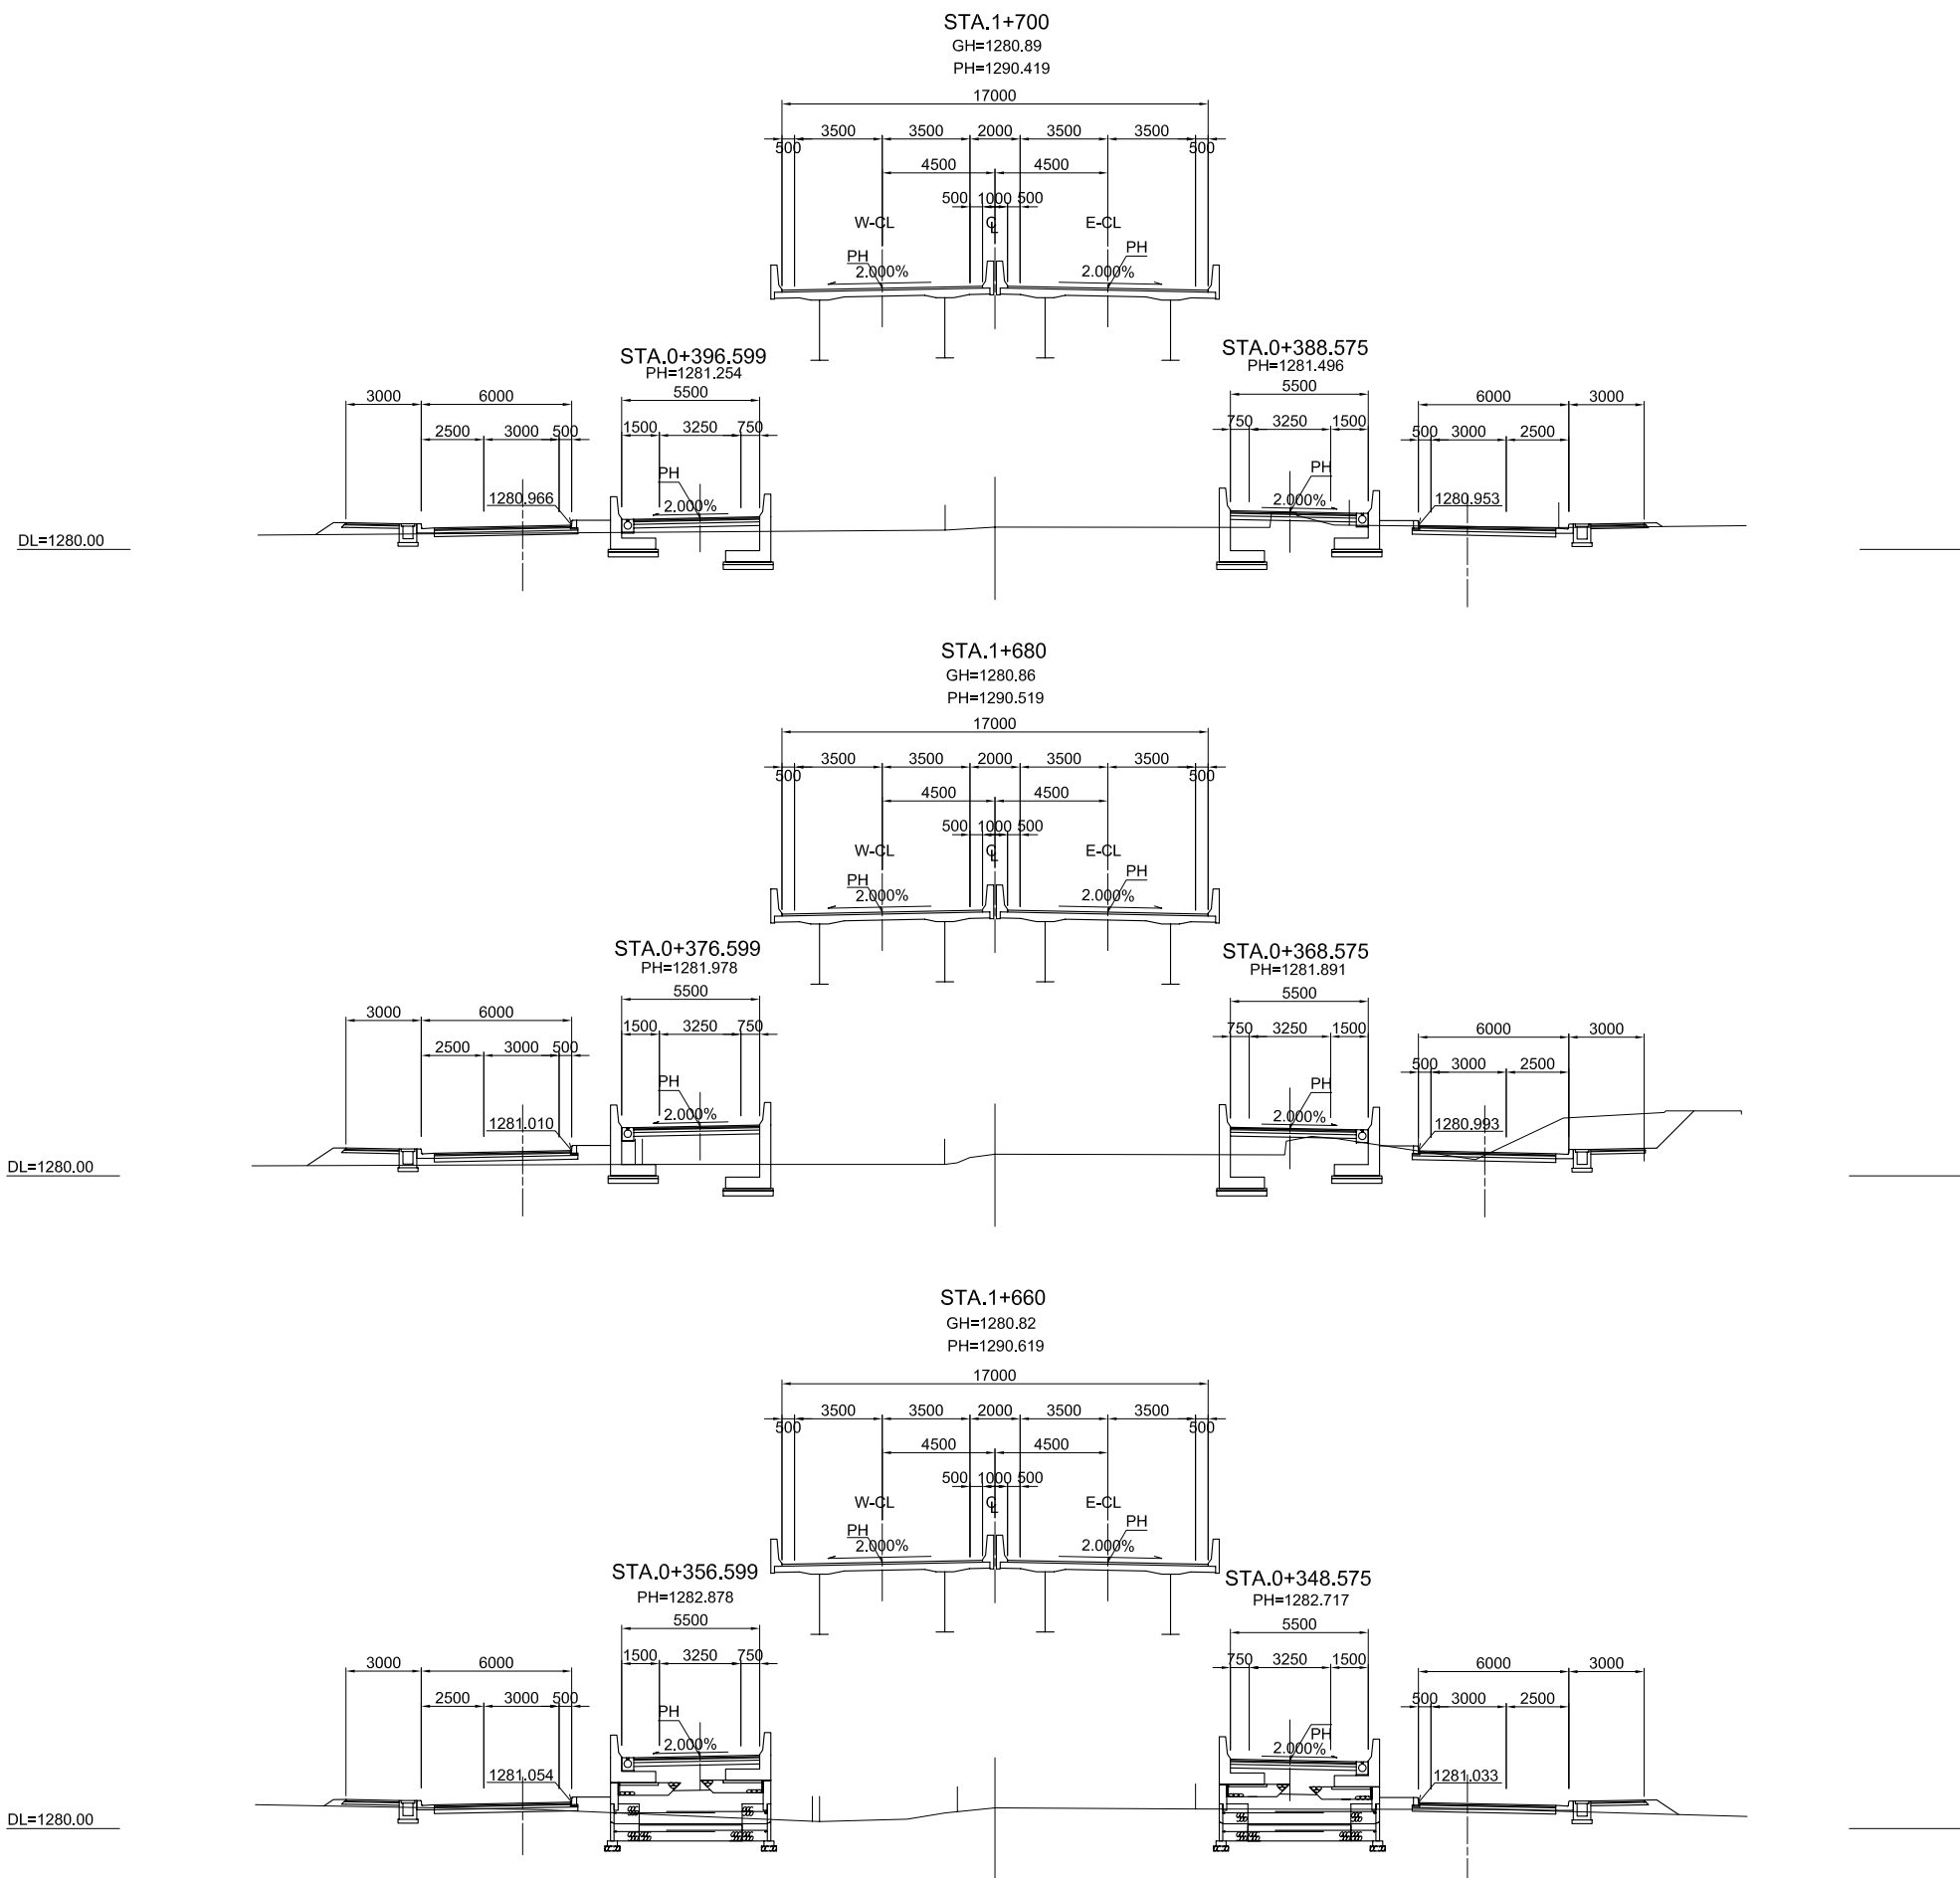 STA.1+700
GH=1280.89
PH=1290.419
17000
3500 3500 2000 3500 3500
500 500
4500 4500
500 1000 500
W-CL CL E-CL
PH PH
2.000% 2.000%
STA.0+396.599 STA.0+388.575
PH=1281.254 PH=1281.496
3000 6000 5500 5500 6000 3000
2500 3000 500 1500 3250 750 750 3250 1500 500 3000 2500
PH PH
1280.966 2.000% 2.000% 1280.953
DL=1280.00
STA.1+680
GH=1280.86
PH=1290.519
17000
3500 3500 2000 3500 3500
500 500
4500 4500
500 1000 500
W-CL CL E-CL
PH PH
2.000% 2.000%
STA.0+376.599 STA.0+368.575
PH=1281.978 PH=1281.891
3000 6000 5500 5500 6000 3000
2500 3000 500 1500 3250 750 750 3250 1500 500 3000 2500
PH PH
1281.010 2.000% 2.000% 1280.993
DL=1280.00
STA.1+660
GH=1280.82
PH=1290.619
17000
3500 3500 2000 3500 3500
500 500
4500 4500
500 1000 500
W-CL CL E-CL
PH PH
2.000% 2.000%
STA.0+356.599 STA.0+348.575
PH=1282.878 PH=1282.717
3000 6000 5500 5500 6000 3000
2500 3000 500 1500 3250 750 750 3250 1500 500 3000 2500
PH PH
1281.054 2.000% 2.000% 1281.033
DL=1280.00